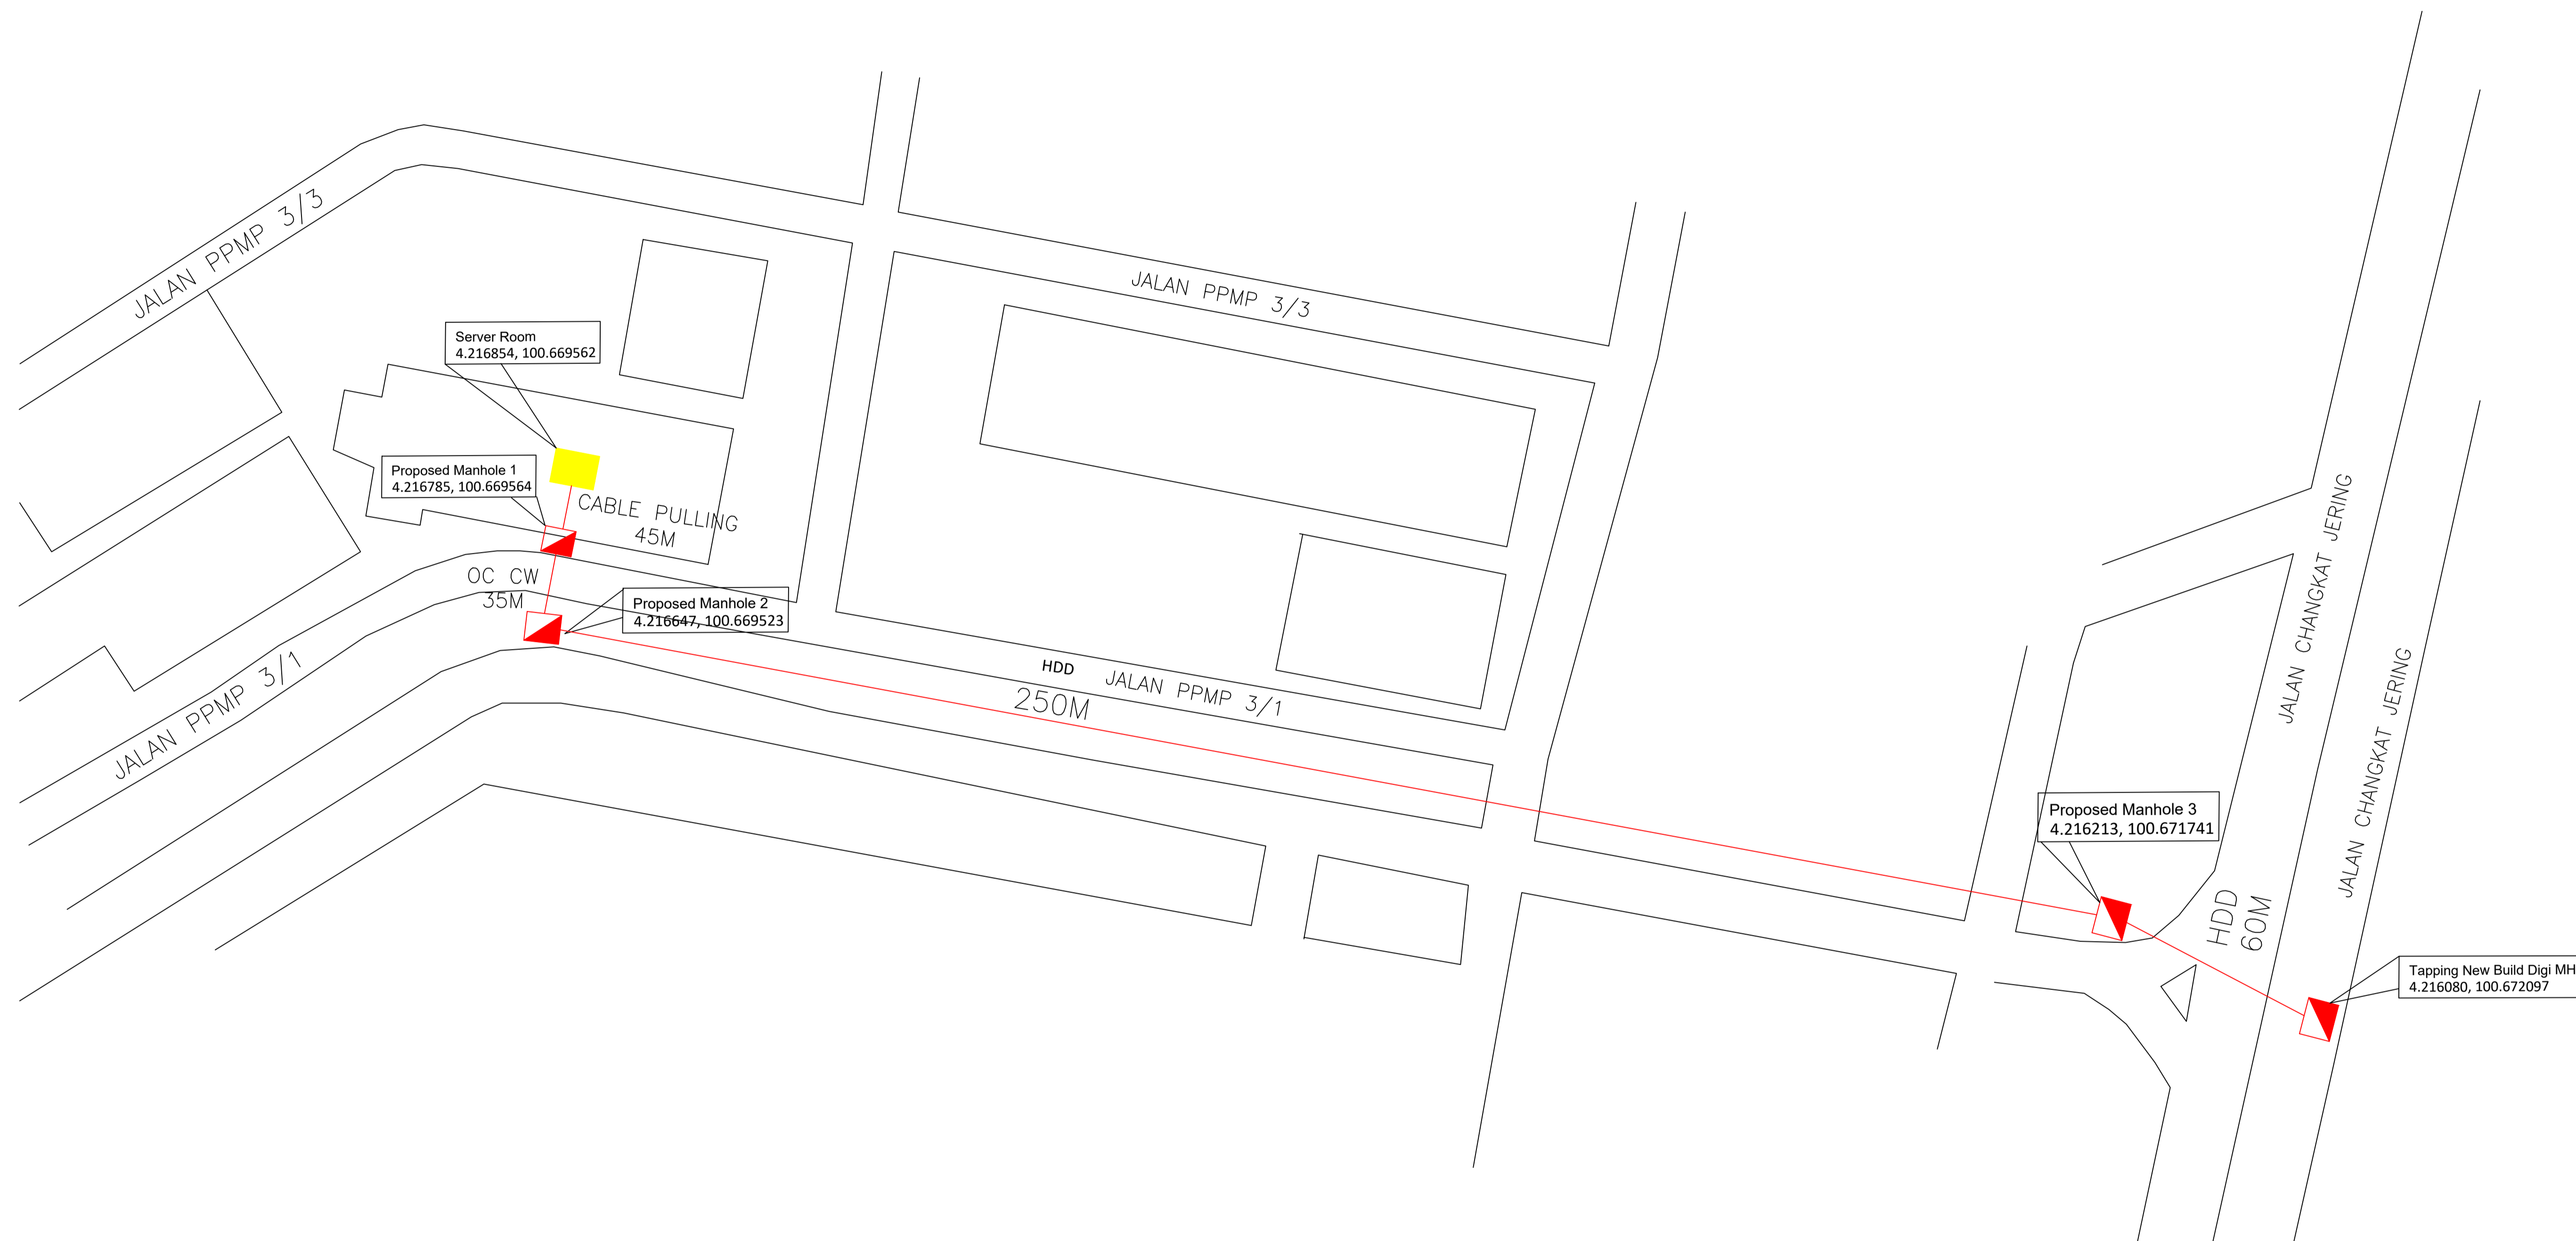 JALAN PPMP 3/3
JALAN PPMP 3/3
Server Room
4.216854, 100.669562
Proposed Manhole 1
4.216785, 100.669564
CABLE PULLING
45M
OC CW
35M
Proposed Manhole 2
4.216647, 100.669523
JALAN PPMP 3/1
HDD
JALAN PPMP 3/1
250M
JALAN CHANGKAT JERING
JALAN CHANGKAT JERING
Proposed Manhole 3
4.216213, 100.671741
HDD
60M
Tapping New Build Digi MH
4.216080, 100.672097